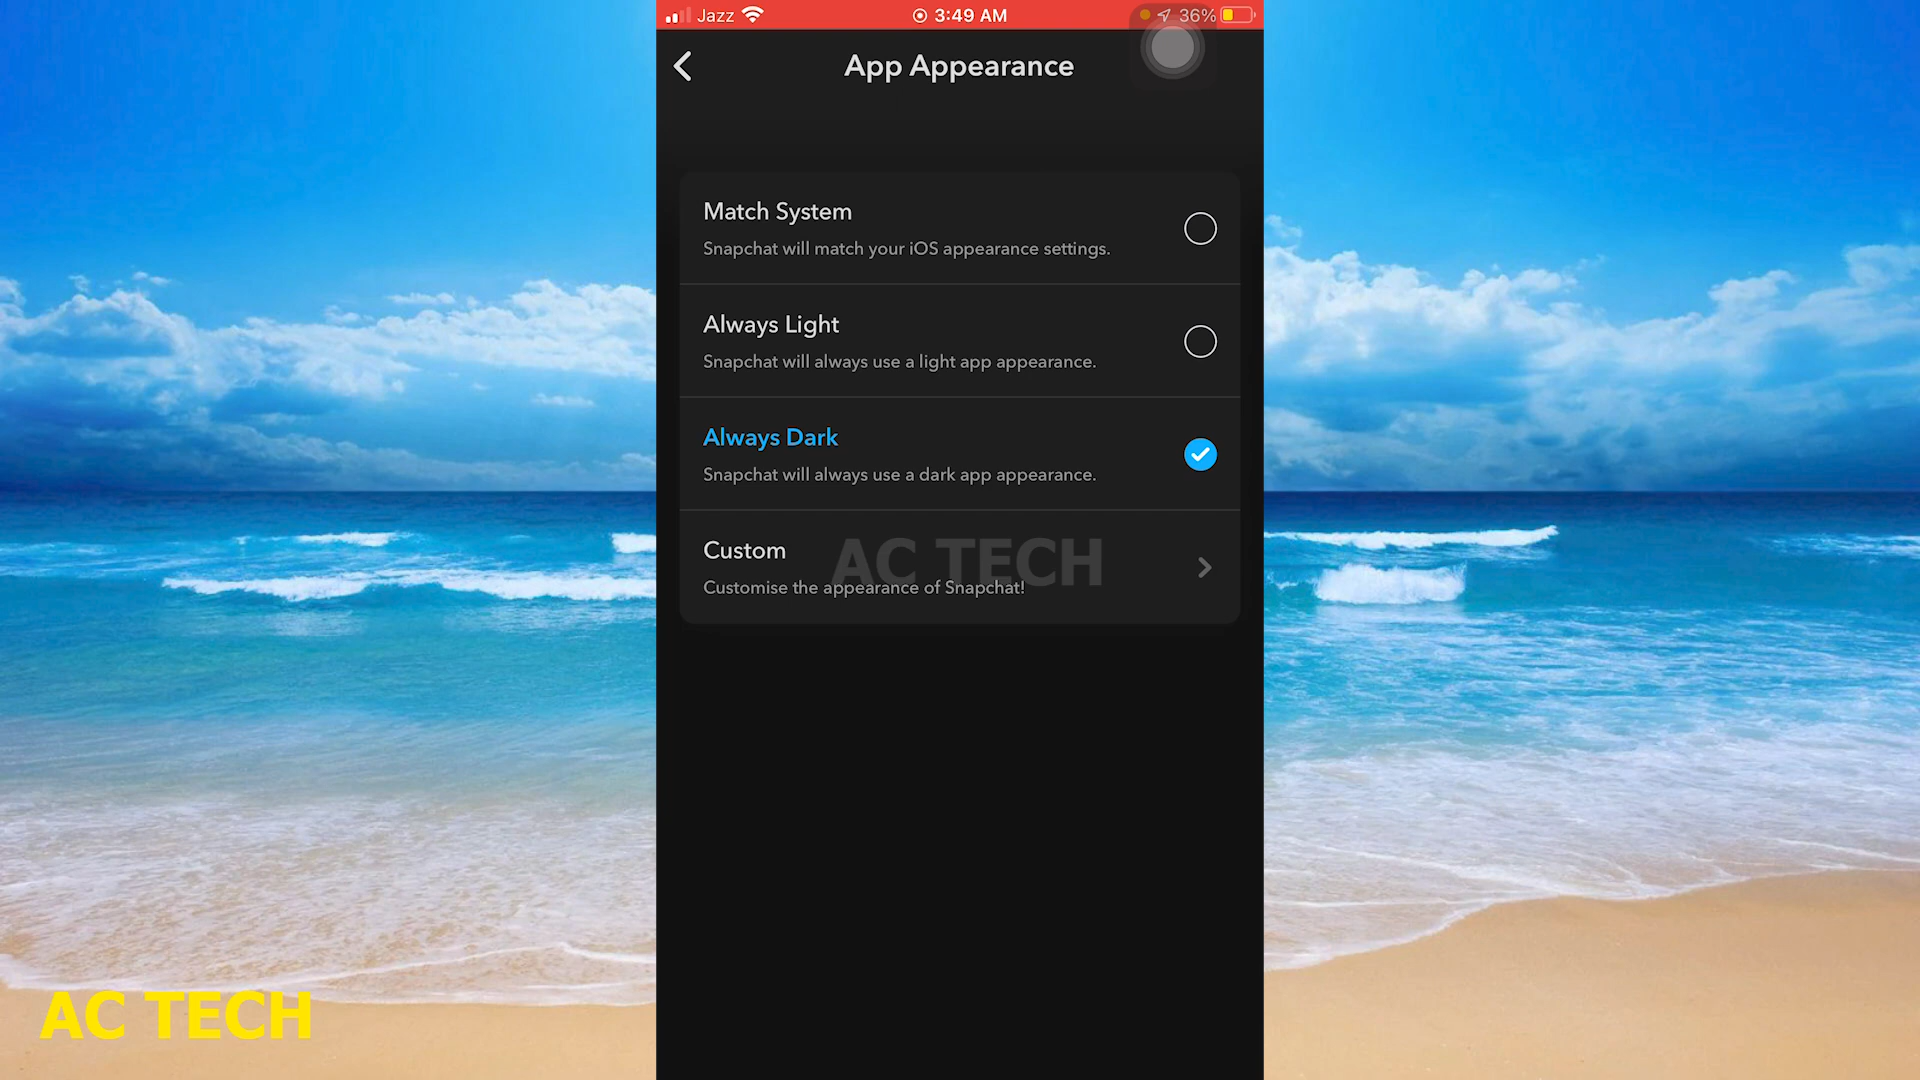 Jazz 3:49 AM 36%
App Appearance
Match System
Snapchat will match your iOS appearance settings.
Always Light
Snapchat will always use a light app appearance.
Always Dark
Snapchat will always use a dark app appearance.
Custom
AC TECH
Customise the appearance of Snapchat!
AC TECH